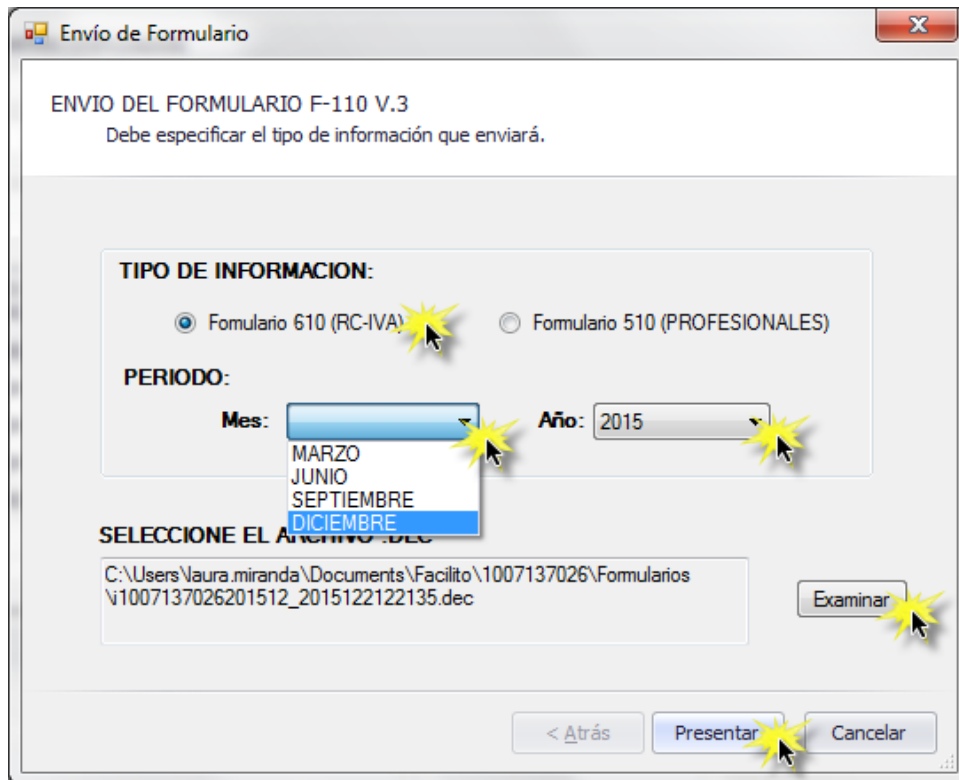 Envío de Formulario
ENVIO DEL FORMULARIO F-110 V.3
Debe especificar el tipo de información que enviará.
TIPO DE INFORMACION:
Fomulario 610 (RC-IVA)
Formulario 510 (PROFESIONALES)
PERIODO:
Mes:
Año: 2015
MARZO
JUNIO
SEPTIEMBRE
DICIEMBRE
SELECCIONE EL ARCHIVO .DEC
C:\Users\laura.miranda\Documents\Facilito\1007137026\Formularios
\i1007137026201512_2015122122135.dec
Examinar
< Atrás
Presentar
Cancelar